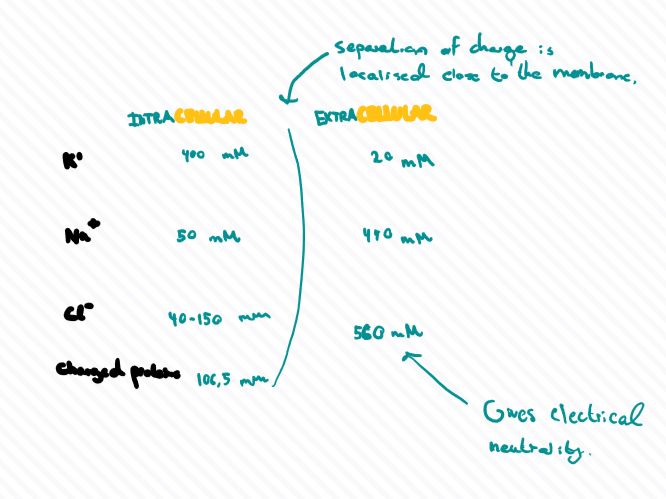 separation of charge is
localised close to the membrane.
INTRACELLULAR EXTRACELLULAR
K+ 400 mM 20 mM
Na+ 50 mM 470 mM
Cl- 40-150 mm
560 mM
Charged proteins 106,5 mm
Gives electrical
neutrality.